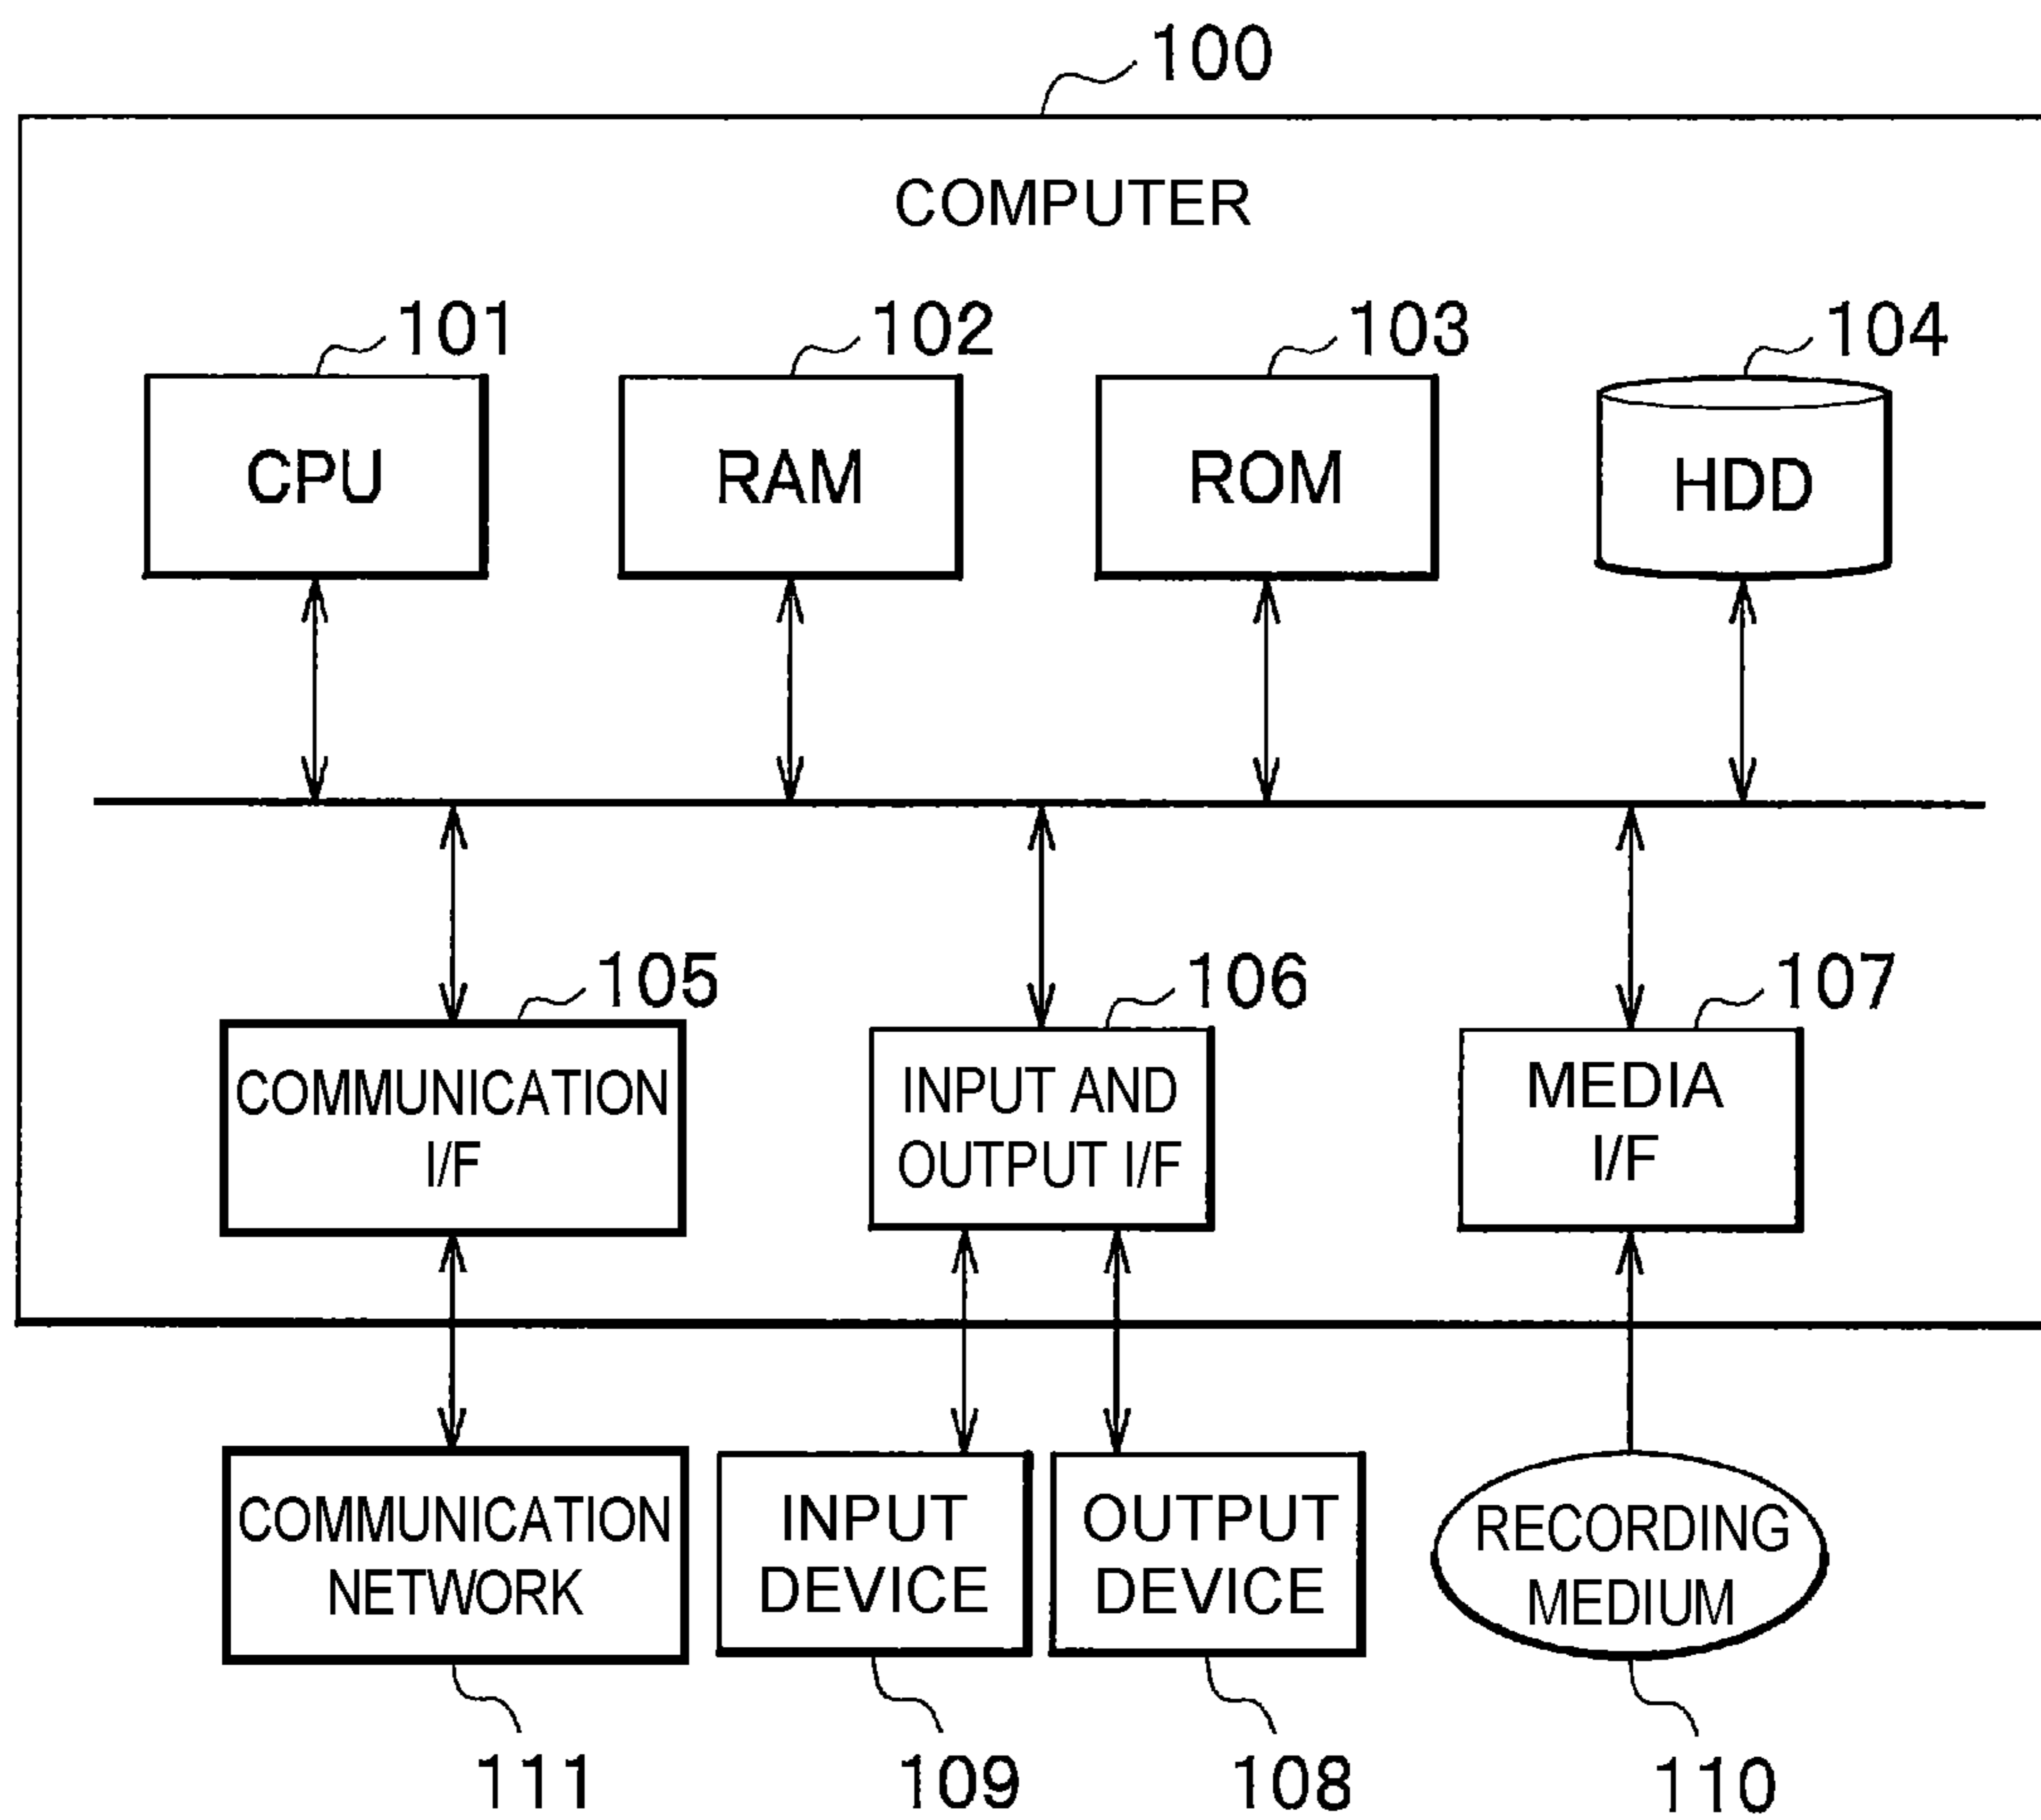 100
COMPUTER
101
102
103
104
CPU
RAM
ROM
HDD
105
106
107
COMMUNICATION
I/F
INPUT AND
OUTPUT I/F
MEDIA
I/F
COMMUNICATION
NETWORK
INPUT
DEVICE
OUTPUT
DEVICE
RECORDING
MEDIUM
111
109
108
110